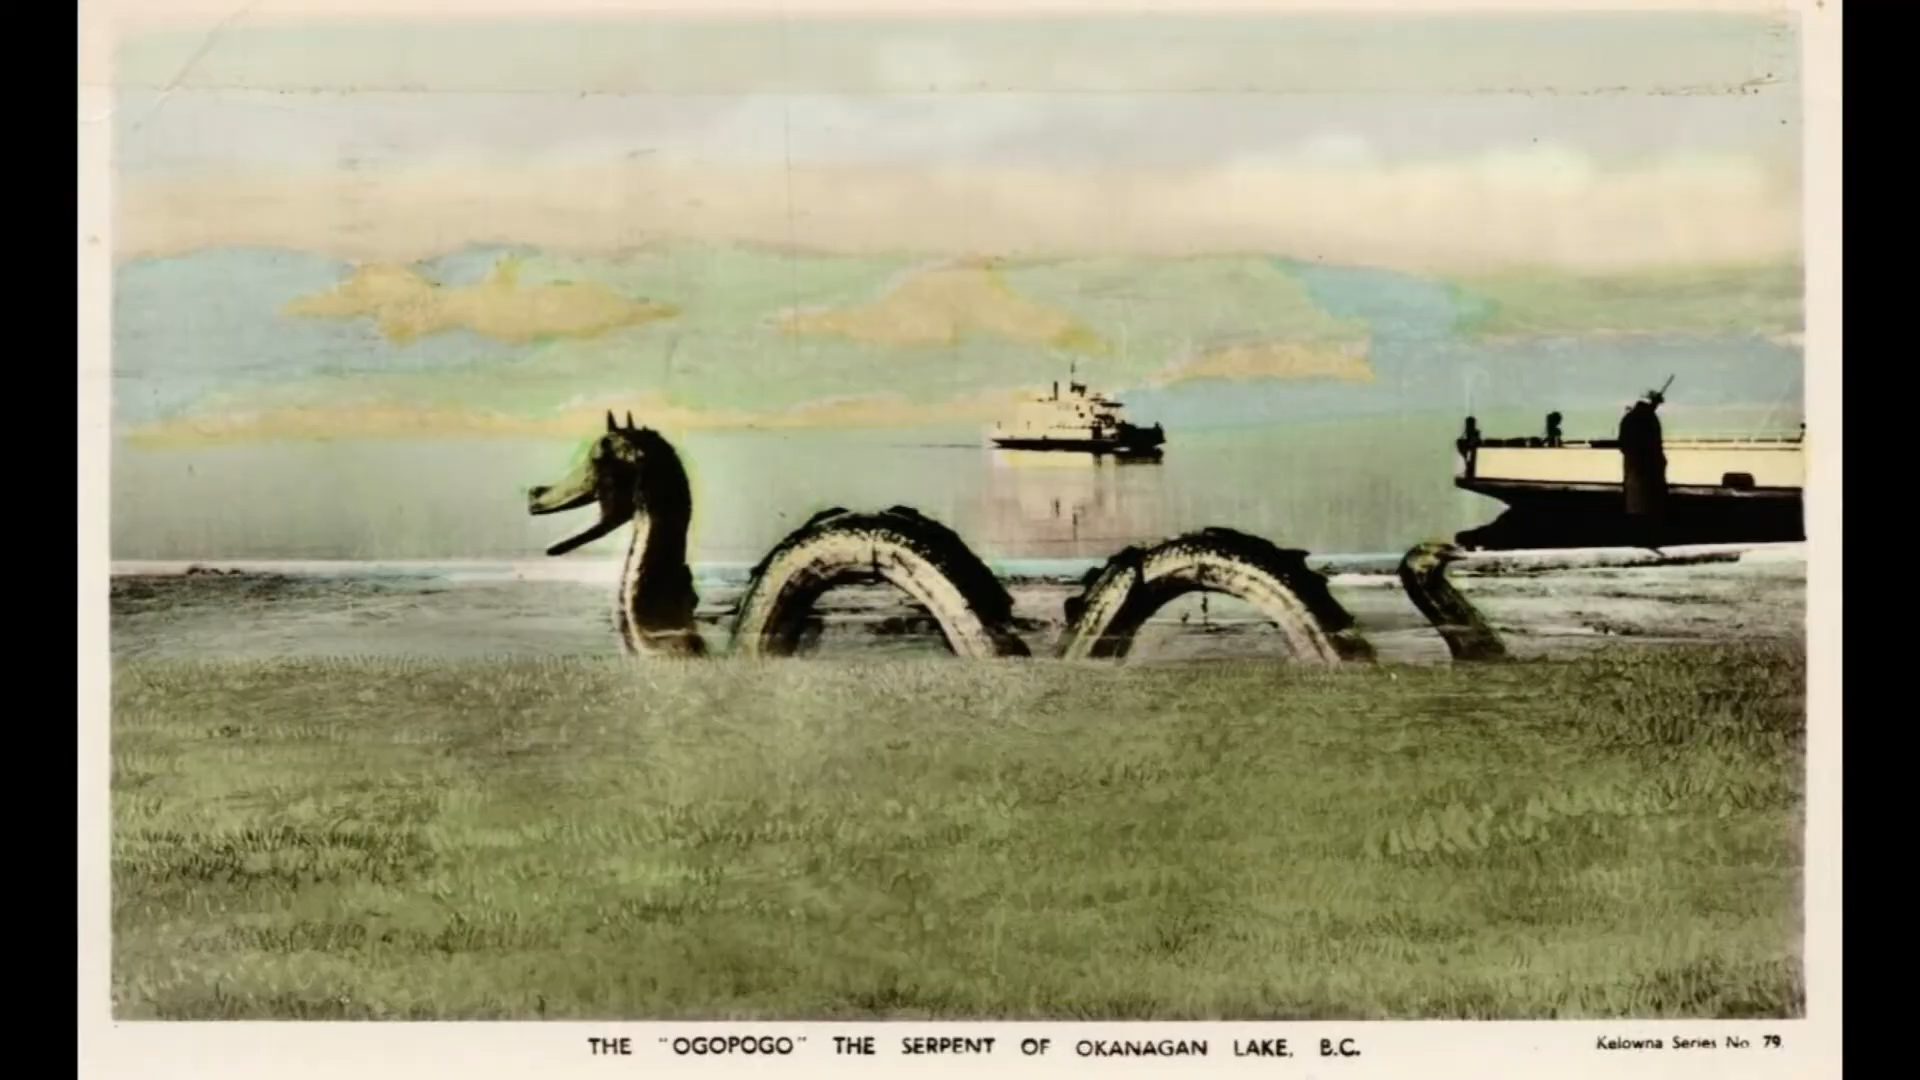 THE "OGOPOGO" THE SERPENT OF OKANAGAN LAKE, B.C.
Kelowna Series No. 79.